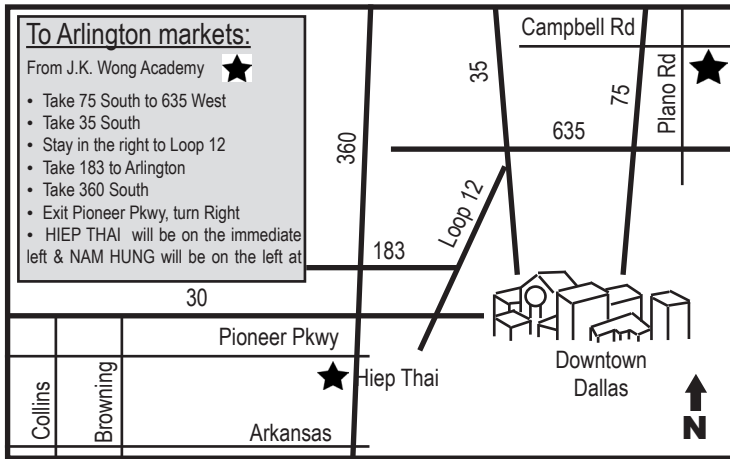 To Arlington markets:
From J.K. Wong Academy
• Take 75 South to 635 West
• Take 35 South
• Stay in the right to Loop 12
• Take 183 to Arlington
• Take 360 South
• Exit Pioneer Pkwy, turn Right
• HIEP THAI will be on the immediate
left & NAM HUNG will be on the left at
Campbell Rd
35
75
Plano Rd
635
360
Loop 12
183
30
Pioneer Pkwy
Hiep Thai
Downtown
Dallas
Collins
Browning
Arkansas
N